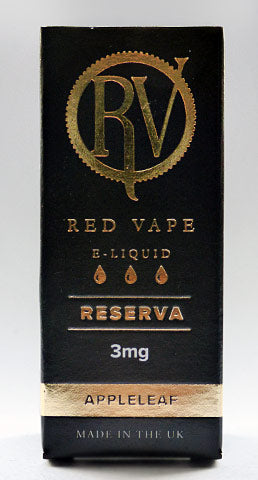 RV
RED VAPE
E-LIQUID
RESERVA
3mg
APPLELEAF
MADE IN THE UK